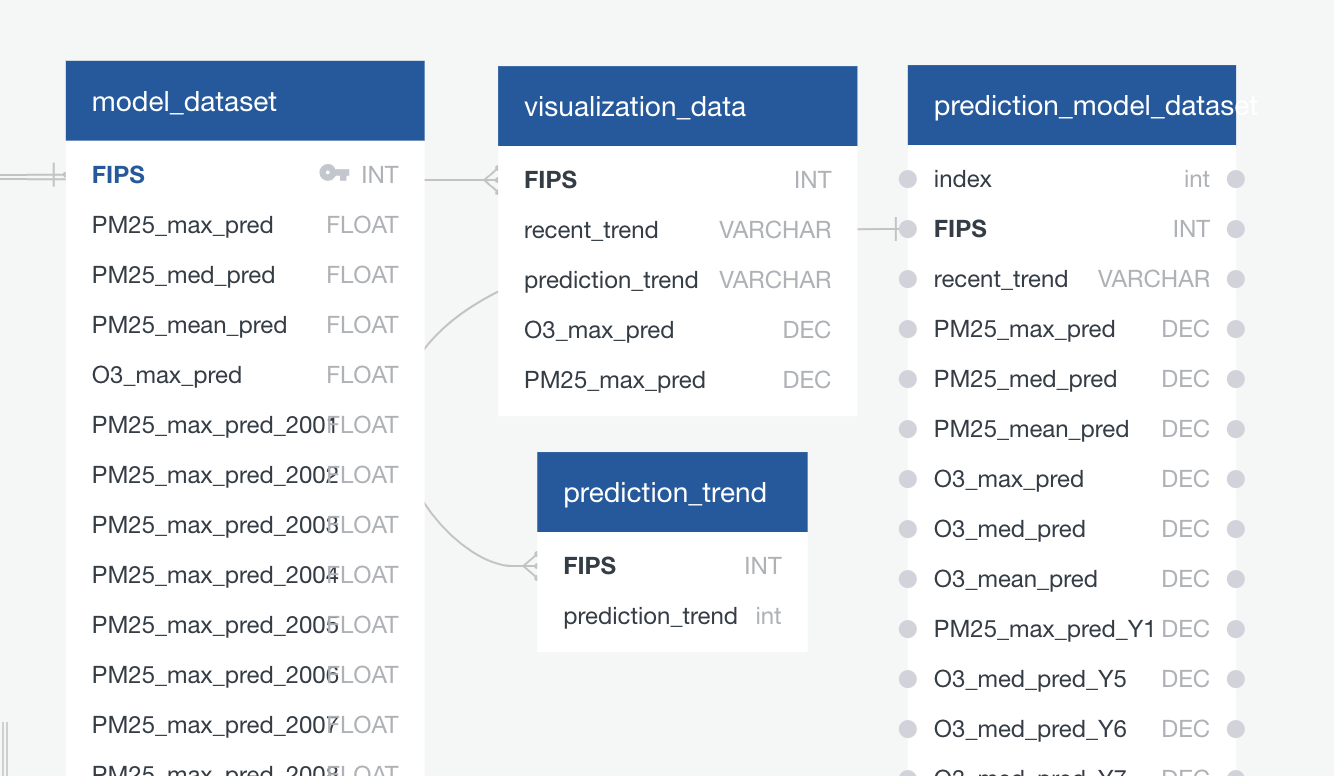 model_dataset
FIPS INT
PM25_max_pred FLOAT
PM25_med_pred FLOAT
PM25_mean_pred FLOAT
O3_max_pred FLOAT
PM25_max_pred_2001 FLOAT
PM25_max_pred_2002 FLOAT
PM25_max_pred_2003 FLOAT
PM25_max_pred_2004 FLOAT
PM25_max_pred_2005 FLOAT
PM25_max_pred_2006 FLOAT
PM25_max_pred_2007 FLOAT
PM25_max_pred_2008 FLOAT
visualization_data
FIPS INT
recent_trend VARCHAR
prediction_trend VARCHAR
O3_max_pred DEC
PM25_max_pred DEC
prediction_trend
FIPS INT
prediction_trend int
prediction_model_dataset
index int
FIPS INT
recent_trend VARCHAR
PM25_max_pred DEC
PM25_med_pred DEC
PM25_mean_pred DEC
O3_max_pred DEC
O3_med_pred DEC
O3_mean_pred DEC
PM25_max_pred_Y1 DEC
O3_med_pred_Y5 DEC
O3_med_pred_Y6 DEC
O3_med_pred_Y7 DEC